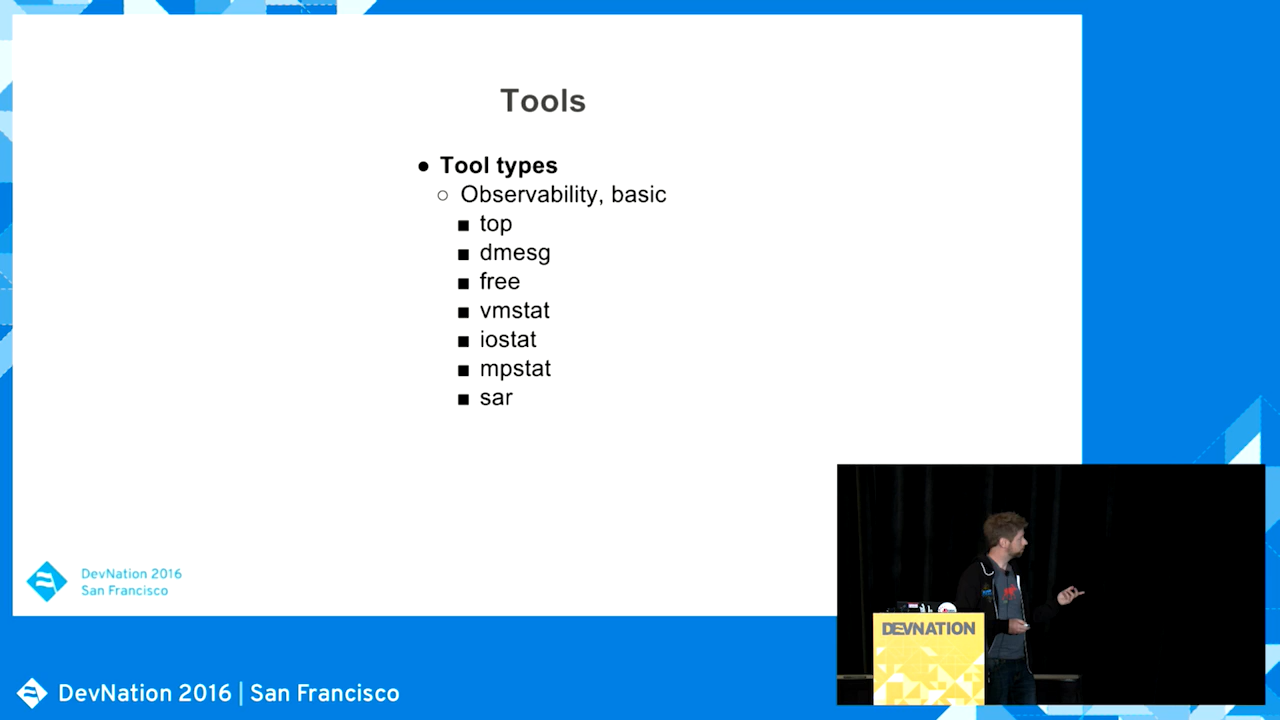 Tools
● Tool types
○ Observability, basic
■ top
■ dmesg
■ free
■ vmstat
■ iostat
■ mpstat
■ sar
DevNation 2016
San Francisco
DEVNATION
DevNation 2016 | San Francisco